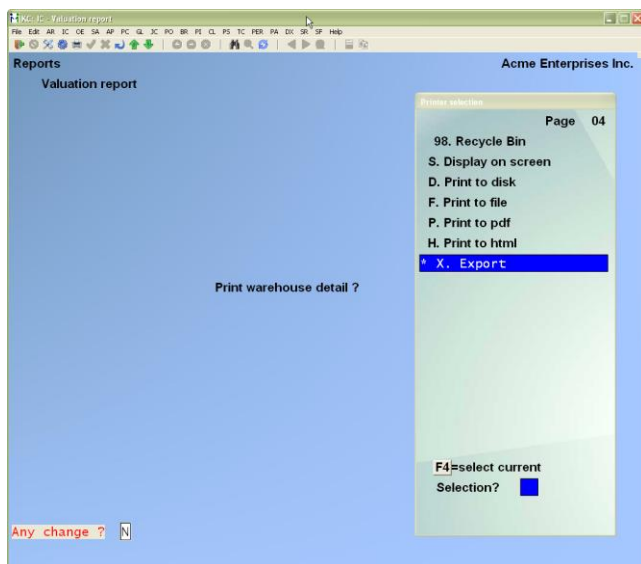 IC - Valuation report
File Edit AR IC OE SA AP PC GL JC PO BR PI CL PS TC PER PA DX SR SF Help
Reports
Acme Enterprises Inc.
Valuation report
Printer selection
Page 04
98. Recycle Bin
S. Display on screen
D. Print to disk
F. Print to file
P. Print to pdf
H. Print to html
* X. Export
Print warehouse detail ?
F4=select current
Selection?
Any change ? N